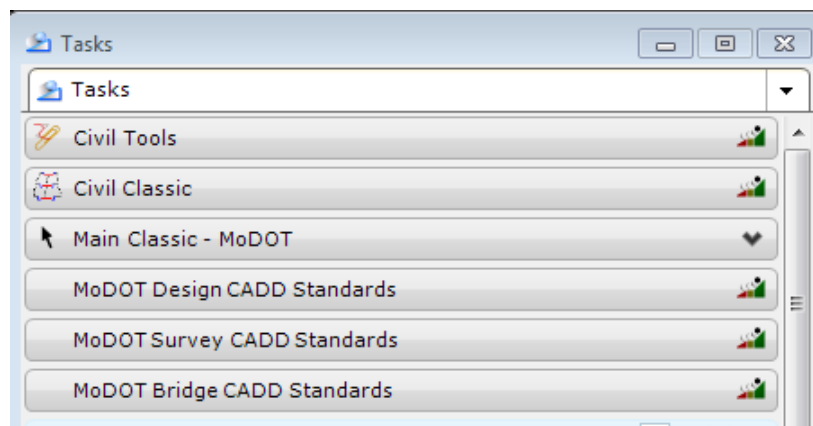 Tasks
Tasks
Civil Tools
Civil Classic
Main Classic - MoDOT
MoDOT Design CADD Standards
MoDOT Survey CADD Standards
MoDOT Bridge CADD Standards